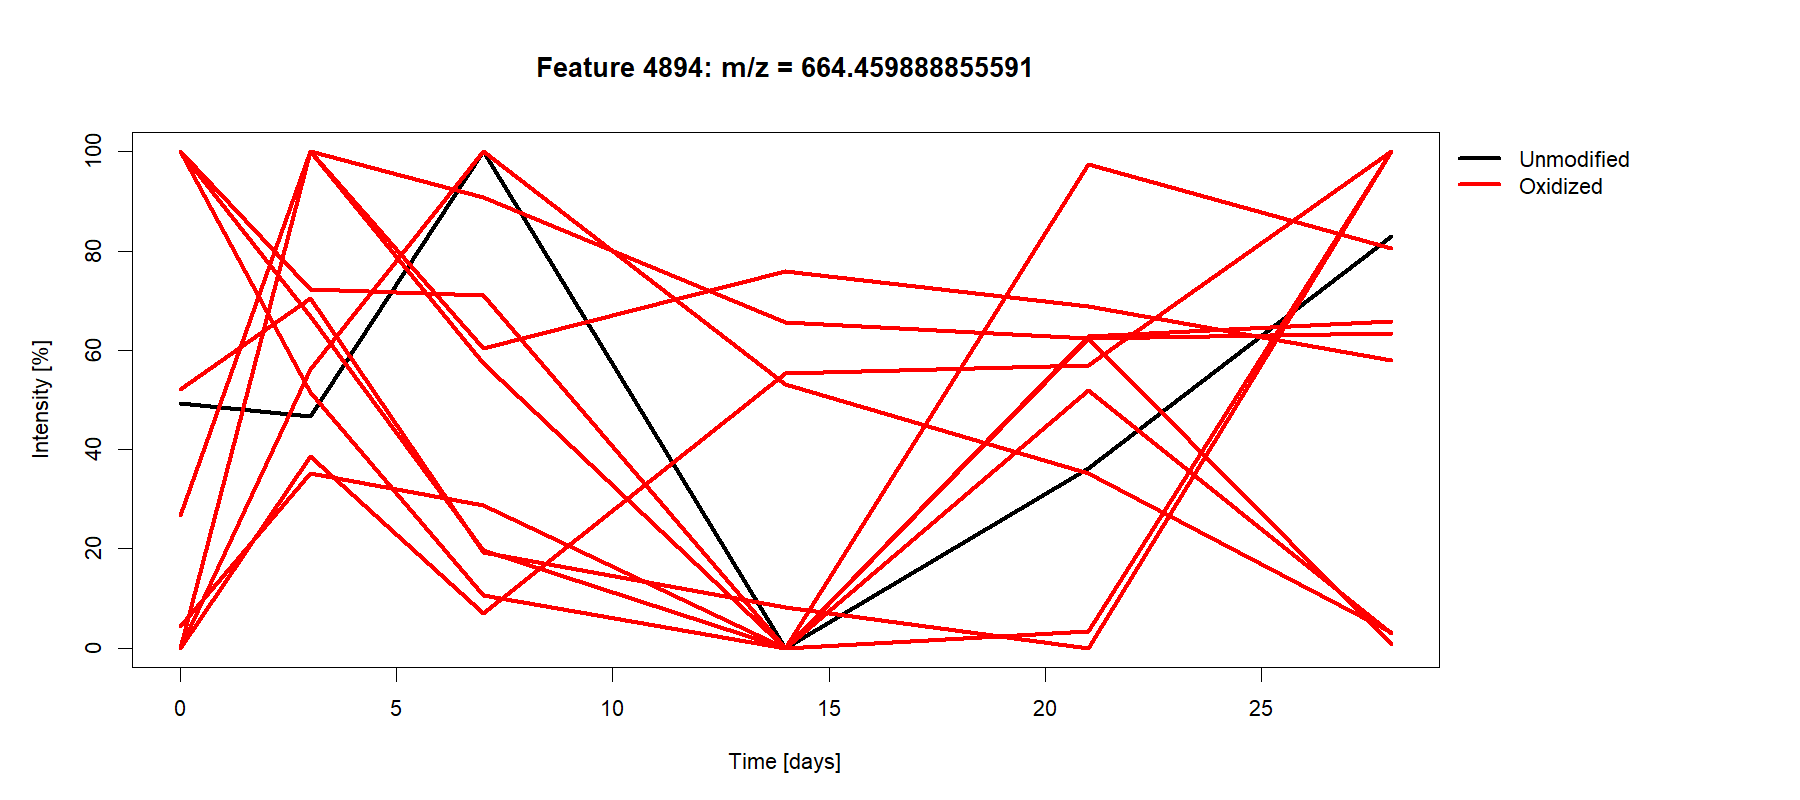 Feature 4894: m/z = 664.459888855591
Unmodified
Oxidized
Intensity [%]
100
80
60
40
20
0
0 5 10 15 20 25
Time [days]